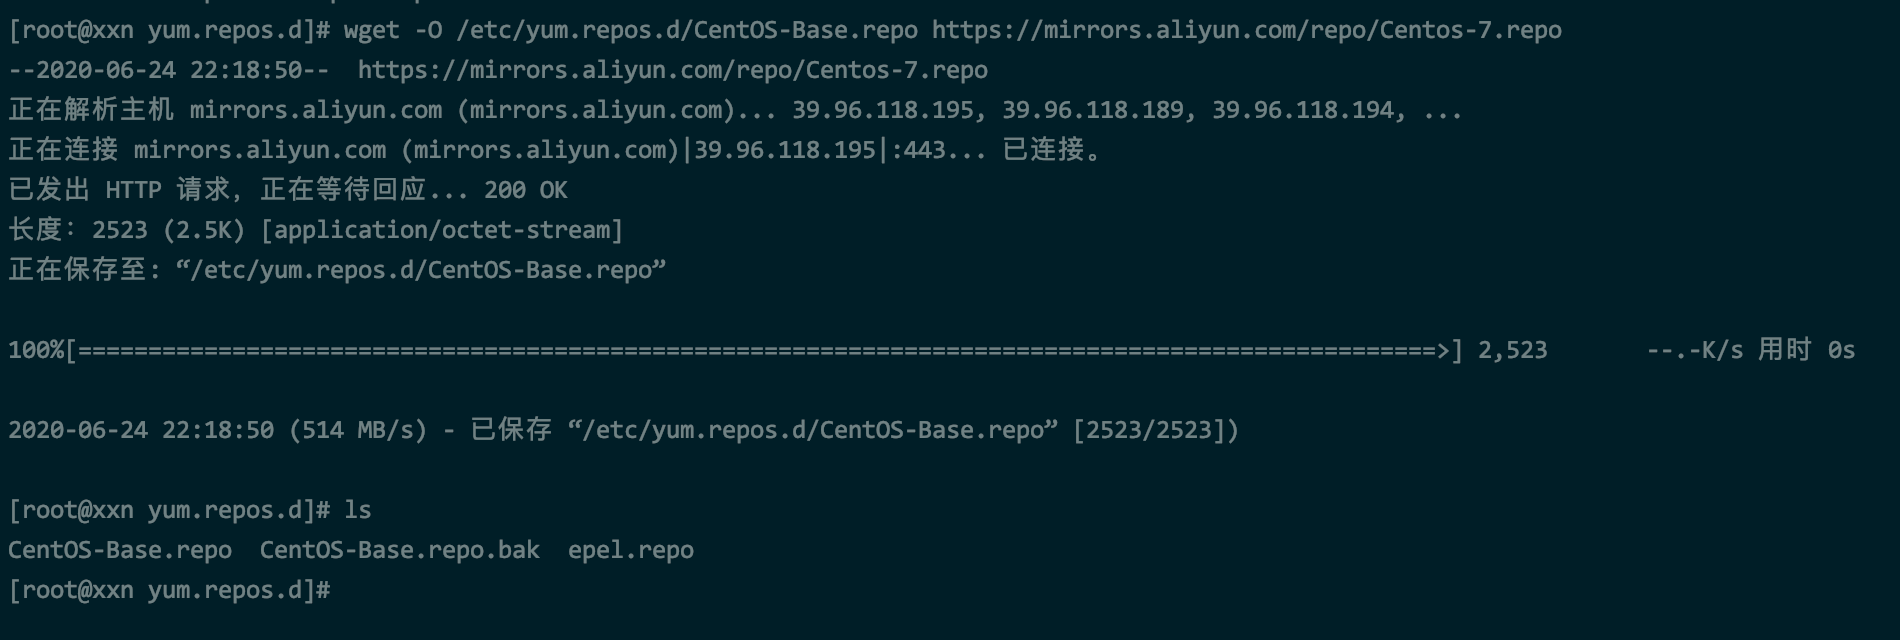 [root@xxn yum.repos.d]# wget -O /etc/yum.repos.d/CentOS-Base.repo https://mirrors.aliyun.com/repo/Centos-7.repo
--2020-06-24 22:18:50--  https://mirrors.aliyun.com/repo/Centos-7.repo
正在解析主机 mirrors.aliyun.com (mirrors.aliyun.com)... 39.96.118.195, 39.96.118.189, 39.96.118.194, ...
正在连接 mirrors.aliyun.com (mirrors.aliyun.com)|39.96.118.195|:443... 已连接。
已发出 HTTP 请求，正在等待回应... 200 OK
长度：2523 (2.5K) [application/octet-stream]
正在保存至: “/etc/yum.repos.d/CentOS-Base.repo”
100%[=================================================================================================>] 2,523       --.-K/s 用时 0s
2020-06-24 22:18:50 (514 MB/s) - 已保存 “/etc/yum.repos.d/CentOS-Base.repo” [2523/2523])
[root@xxn yum.repos.d]# ls
CentOS-Base.repo  CentOS-Base.repo.bak  epel.repo
[root@xxn yum.repos.d]#